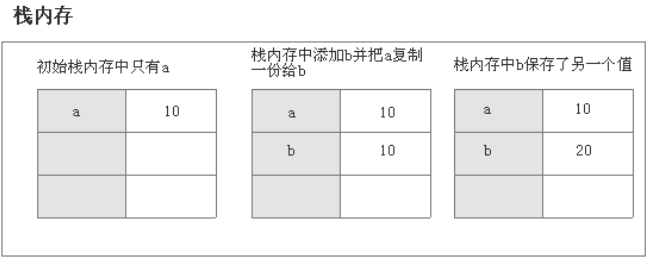 栈内存
初始栈内存中只有a
a 10
栈内存中添加b并把a复制
一份给b
a 10
b 10
栈内存中b保存了另一个值
a 10
b 20